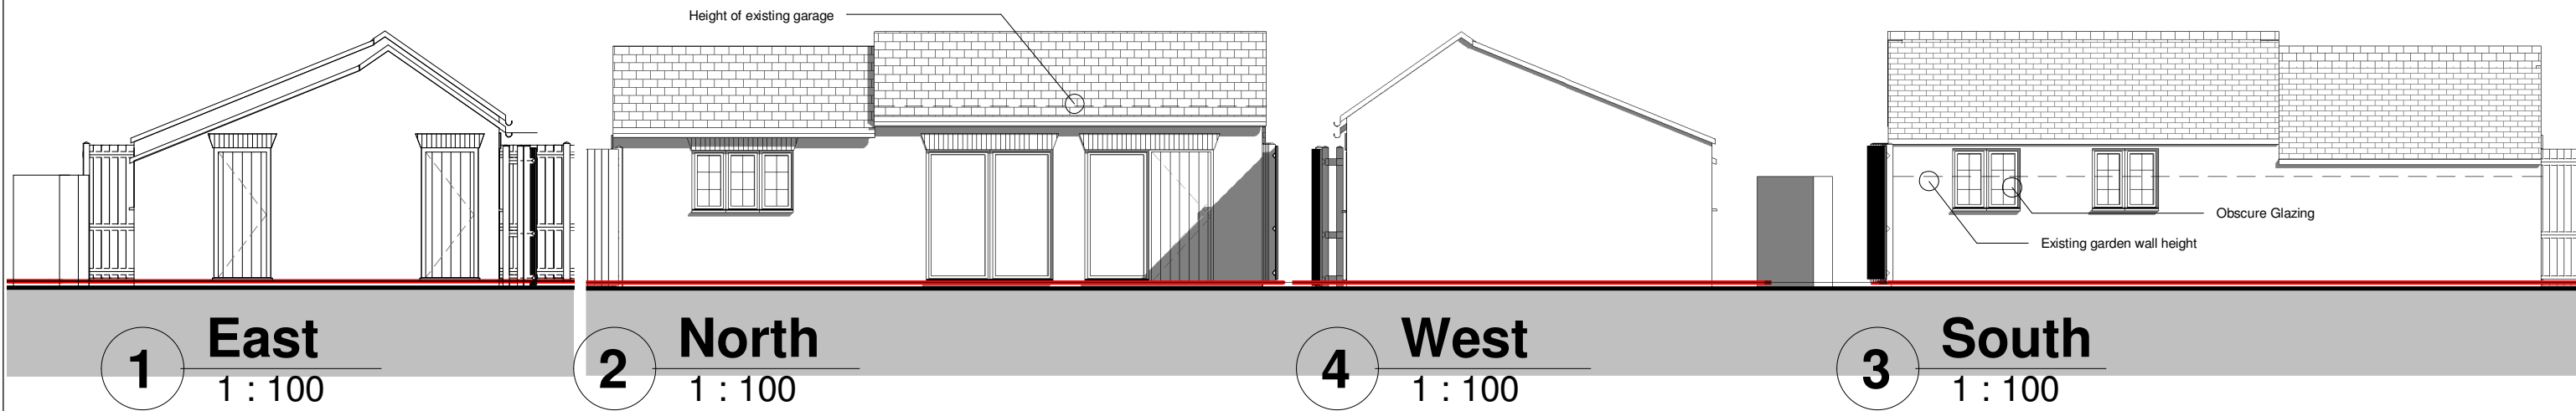 Height of existing garage
Obscure Glazing
Existing garden wall height
1 East
1 : 100
2 North
1 : 100
4 West
1 : 100
3 South
1 : 100